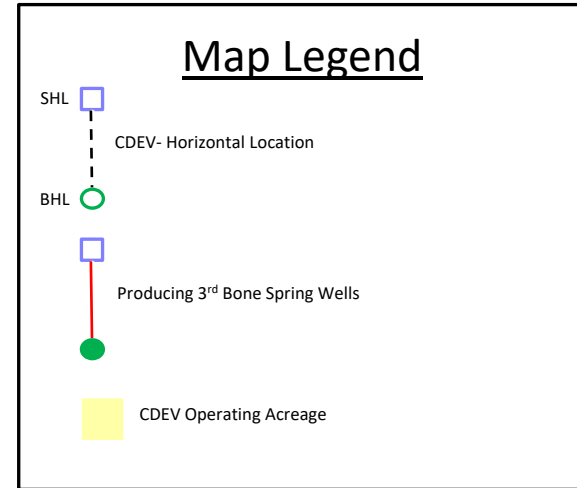 Map Legend
SHL
CDEV- Horizontal Location
BHL
Producing 3rd Bone Spring Wells
CDEV Operating Acreage